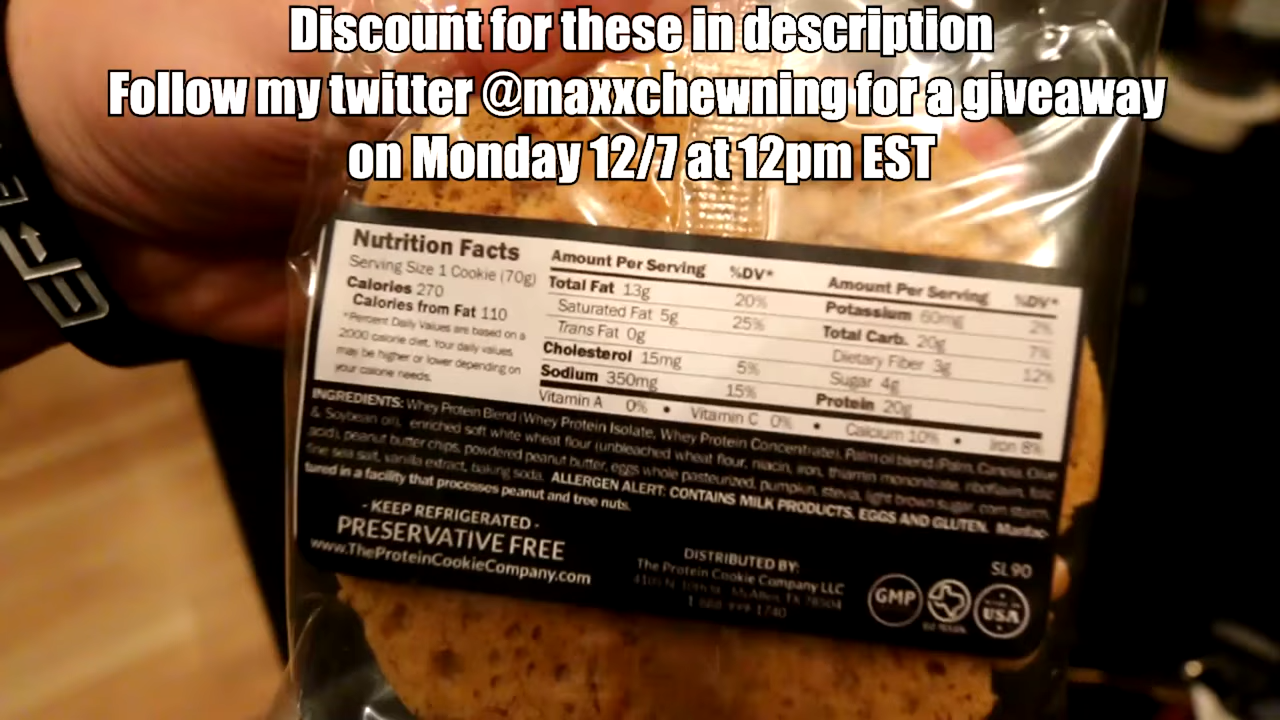 Discount for these in description
Follow my twitter @maxxchewning for a giveaway
on Monday 12/7 at 12pm EST
Nutrition Facts
Serving Size 1 Cookie (70g)
Calories 270
Calories from Fat 110
*Percent Daily Values are based on a
2000 calorie diet. Your daily values
may be higher or lower depending on
your calorie needs.
Amount Per Serving %DV*
Total Fat 13g 20%
Saturated Fat 5g 25%
Trans Fat 0g
Cholesterol 15mg 5%
Sodium 350mg 15%
Amount Per Serving %DV*
Potassium 60mg 2%
Total Carb. 20g 7%
Dietary Fiber 3g 12%
Sugar 4g
Protein 20g
Vitamin A 0% • Vitamin C 0% • Calcium 10% • Iron 8%
INGREDIENTS: Whey Protein Blend (Whey Protein Isolate, Whey Protein Concentrate), Palm oil blend (Palm, Canola, Olive
& Soybean oil), enriched soft white wheat flour (unbleached wheat flour, niacin, iron, thiamin mononitrate, riboflavin, folic
acid), peanut butter chips, powdered peanut butter, eggs whole pasteurized, pumpkin, stevia, light brown sugar, corn starch,
fine sea salt, vanilla extract, baking soda. ALLERGEN ALERT: CONTAINS MILK PRODUCTS, EGGS AND GLUTEN. Manufac-
tured in a facility that processes peanut and tree nuts.
- KEEP REFRIGERATED -
PRESERVATIVE FREE
www.TheProteinCookieCompany.com
DISTRIBUTED BY:
The Protein Cookie Company LLC
McAllen, TX 78504
SL90
GMP
USA